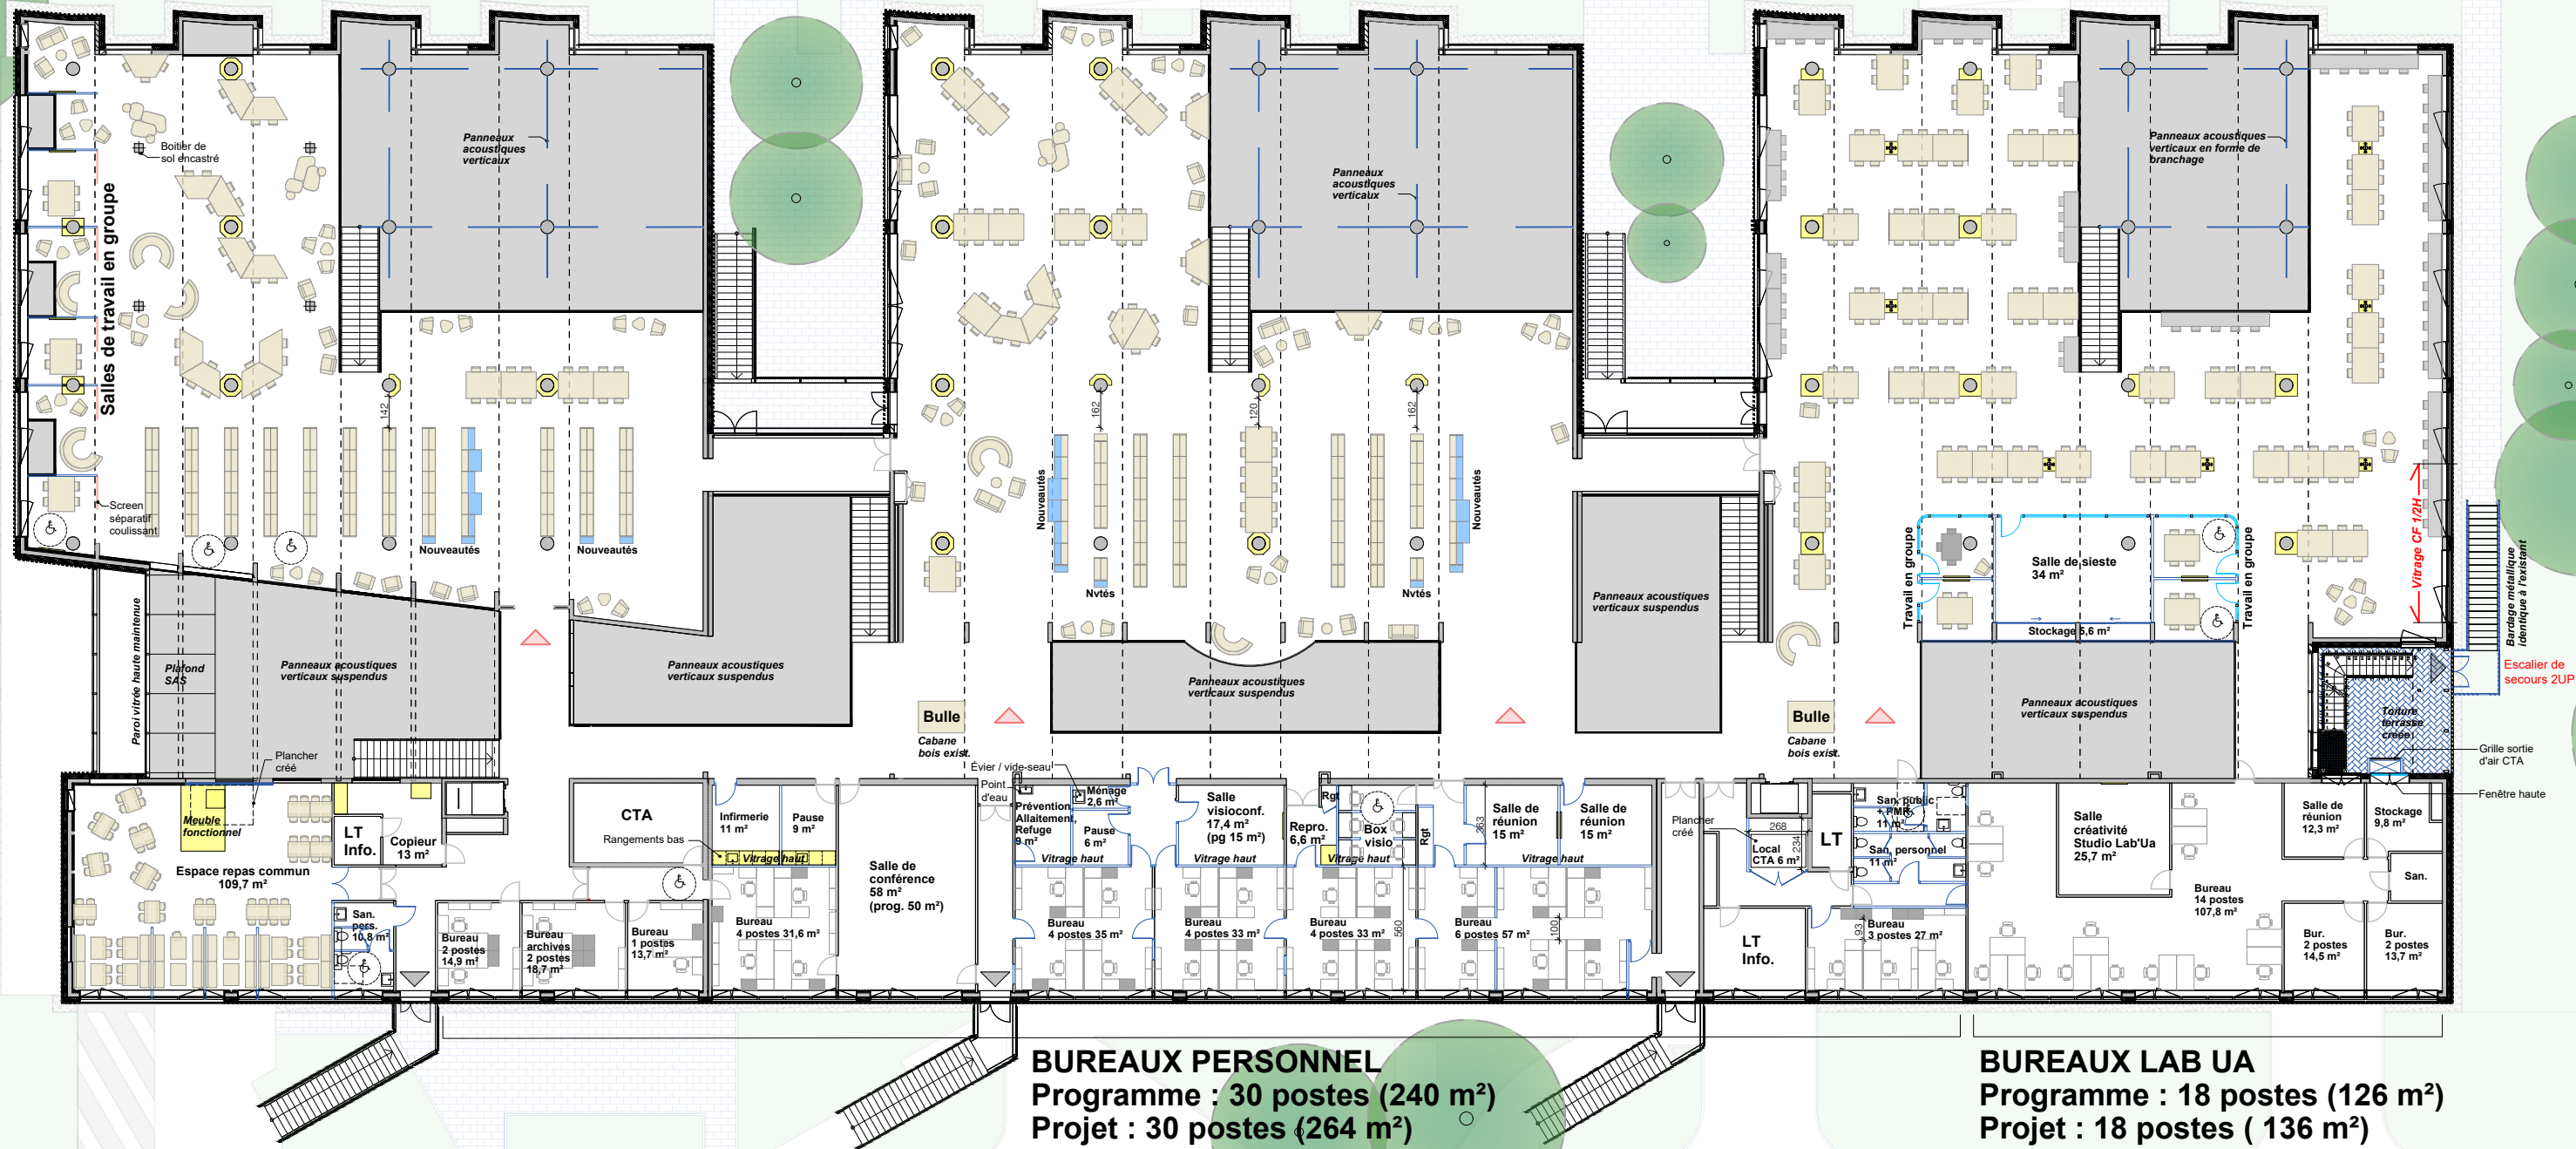 Boitier de
sol encastré
Salles de travail en groupe
Panneaux
acoustiques
verticaux
142
Screen
séparatif
coulissant
Nouveautés
Nouveautés
Panneaux
acoustiques
verticaux
162
120
162
Nouveautés
Nouveautés
Nvtés
Nvtés
Panneaux acoustiques
verticaux en forme de
branchage
Travail en groupe
Salle de sieste
34 m²
Travail en groupe
Stockage 5,6 m²
Vitrage CF 1/2H
Bardage métallique
identique à l'existant
Escalier de
secours 2UP
Paroi vitrée haute maintenue
Plafond
SAS
Panneaux acoustiques
verticaux suspendus
Panneaux acoustiques
verticaux suspendus
Panneaux acoustiques
verticaux suspendus
Panneaux acoustiques
verticaux suspendus
Panneaux acoustiques
verticaux suspendus
Toiture
terrasse
créée
Bulle
Cabane
bois exist.
Bulle
Cabane
bois exist.
Grille sortie
d'air CTA
Fenêtre haute
Plancher
créé
Meuble
fonctionnel
Espace repas commun
109,7 m²
LT
Info.
Copieur
13 m²
San.
pers.
10,8 m²
Bureau
2 postes
14,9 m²
Bureau
archives
2 postes
18,7 m²
Bureau
1 postes
13,7 m²
CTA
Rangements bas
Infirmerie
11 m²
Pause
9 m²
Vitrage haut
Bureau
4 postes 31,6 m²
Salle de
conférence
58 m²
(prog. 50 m²)
Évier / vide-seau
Point
d'eau
Prévention,
Allaitement,
Refuge
9 m²
Ménage
2,6 m²
Pause
6 m²
Vitrage haut
Bureau
4 postes 35 m²
Salle
visioconf.
17,4 m²
(pg 15 m²)
Vitrage haut
Bureau
4 postes 33 m²
Repro.
6,6 m²
Rgt
Box
visio
Vitrage haut
Rgt
Bureau
4 postes 33 m²
560
263
Salle de
réunion
15 m²
Salle de
réunion
15 m²
Vitrage haut
Bureau
6 postes 57 m²
100
Plancher
créé
268
234
Local
CTA 6 m²
LT
LT
Info.
San. public
+ PMR
11 m²
San. personnel
11 m²
93
Bureau
3 postes 27 m²
Salle
créativité
Studio Lab'Ua
25,7 m²
Bureau
14 postes
107,8 m²
Salle de
réunion
12,3 m²
Stockage
9,8 m²
San.
Bur.
2 postes
14,5 m²
Bur.
2 postes
13,7 m²
BUREAUX PERSONNEL
Programme : 30 postes (240 m²)
Projet : 30 postes (264 m²)
BUREAUX LAB UA
Programme : 18 postes (126 m²)
Projet : 18 postes ( 136 m²)